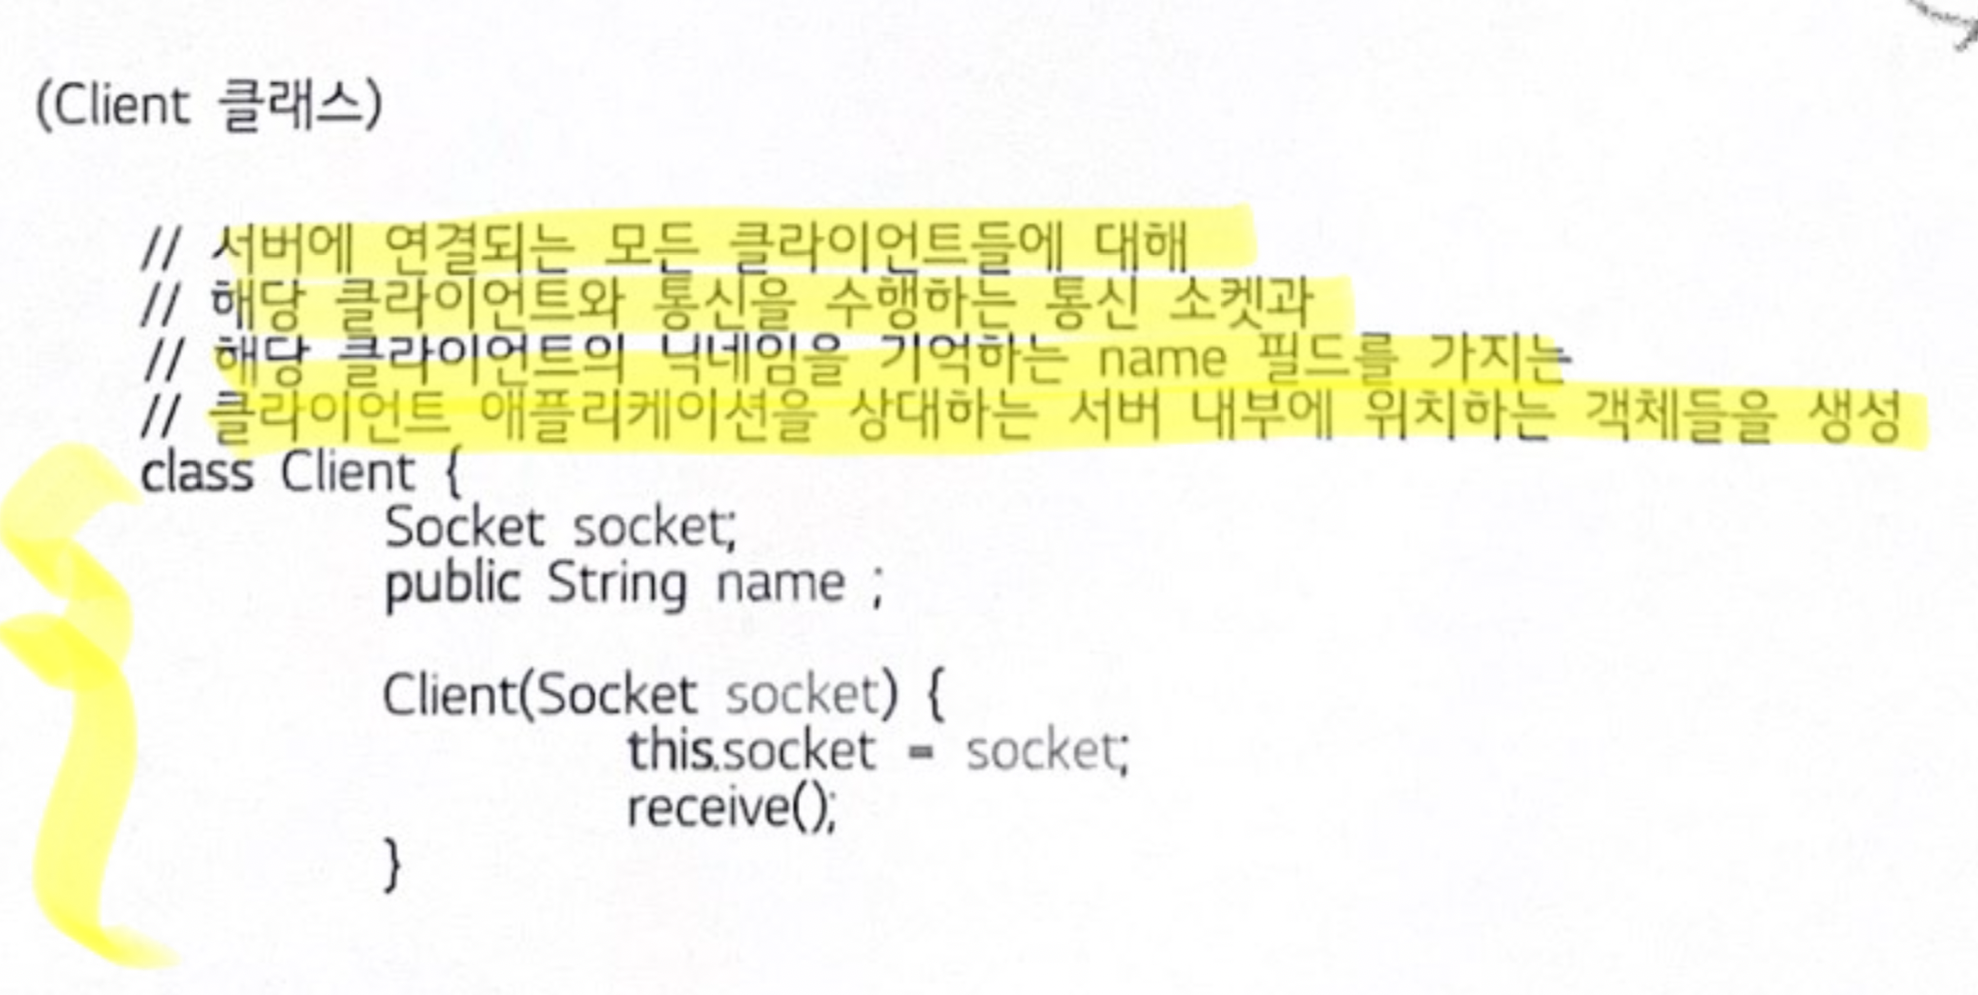 (Client 클래스)
// 서버에 연결되는 모든 클라이언트들에 대해
// 해당 클라이언트와 통신을 수행하는 통신 소켓과
// 해당 클라이언트의 닉네임을 기억하는 name 필드를 가지는
// 클라이언트 애플리케이션을 상대하는 서버 내부에 위치하는 객체들을 생성
class Client {
Socket socket;
public String name ;
Client(Socket socket) {
this.socket = socket;
receive();
}